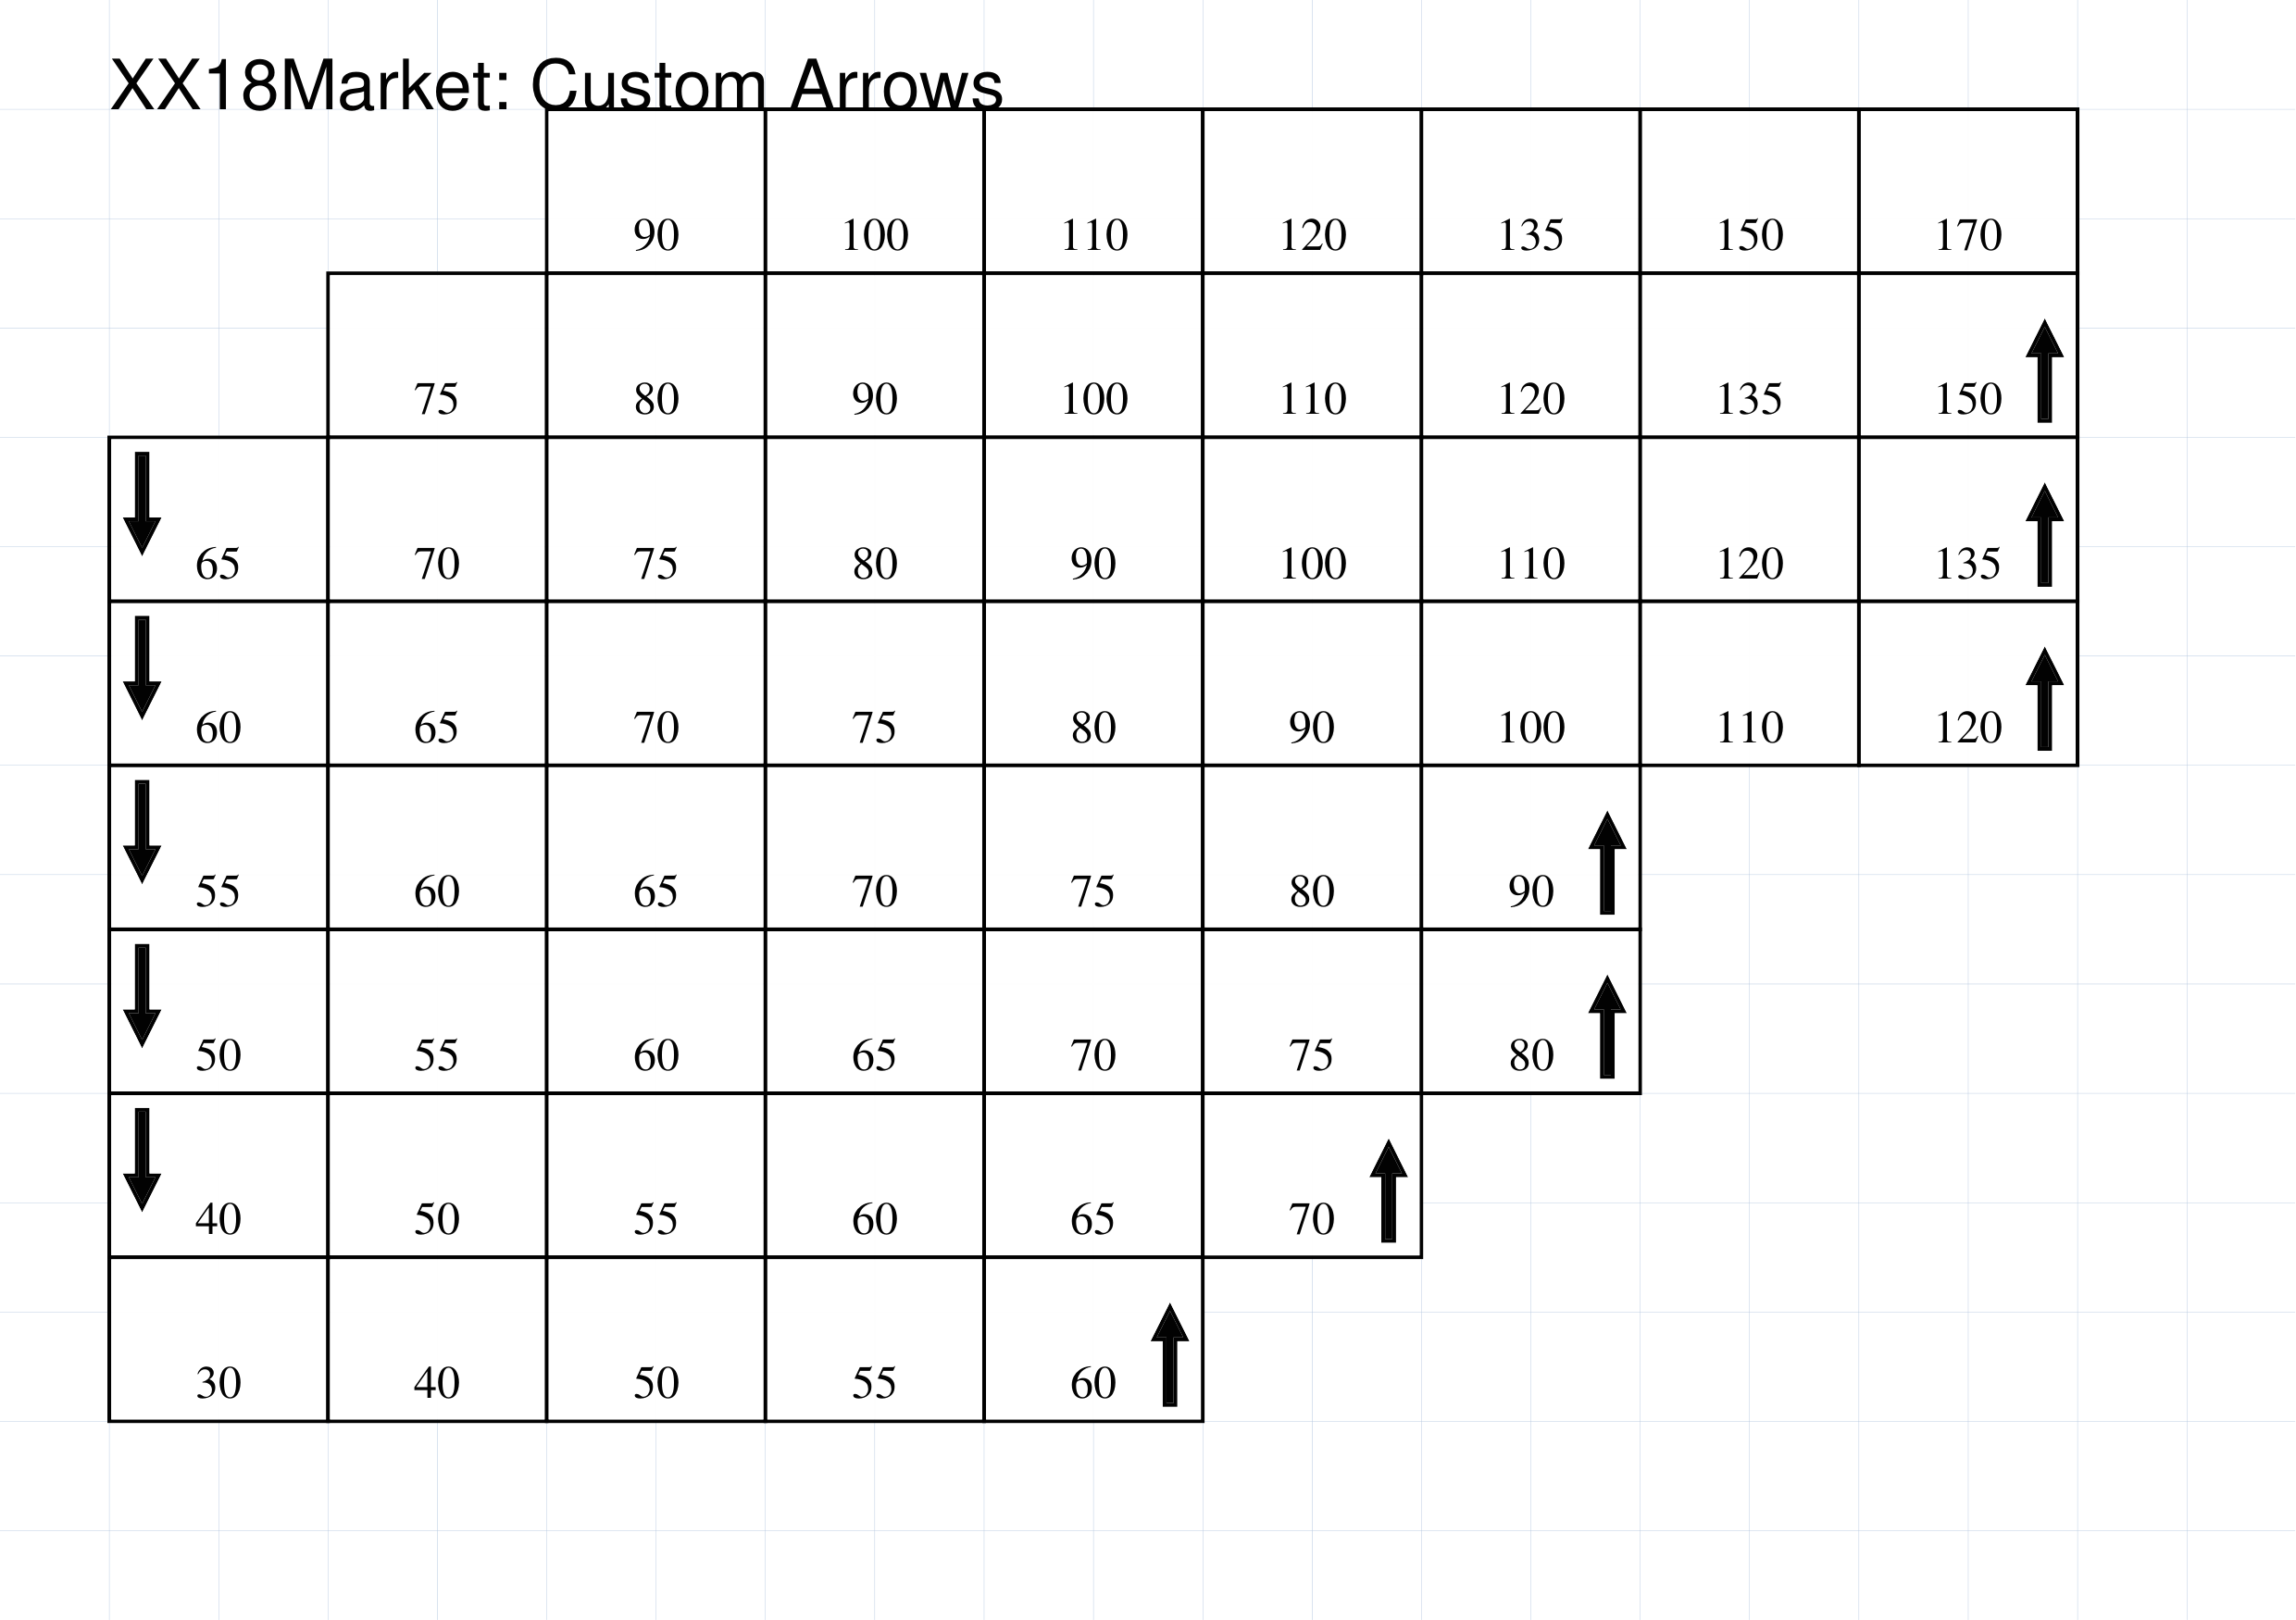 XX18Market: Custom Arrows
90 100 110 120 135 150 170
75 80 90 100 110 120 135 150
65 70 75 80 90 100 110 120 135
60 65 70 75 80 90 100 110 120
55 60 65 70 75 80 90
50 55 60 65 70 75 80
40 50 55 60 65 70
30 40 50 55 60